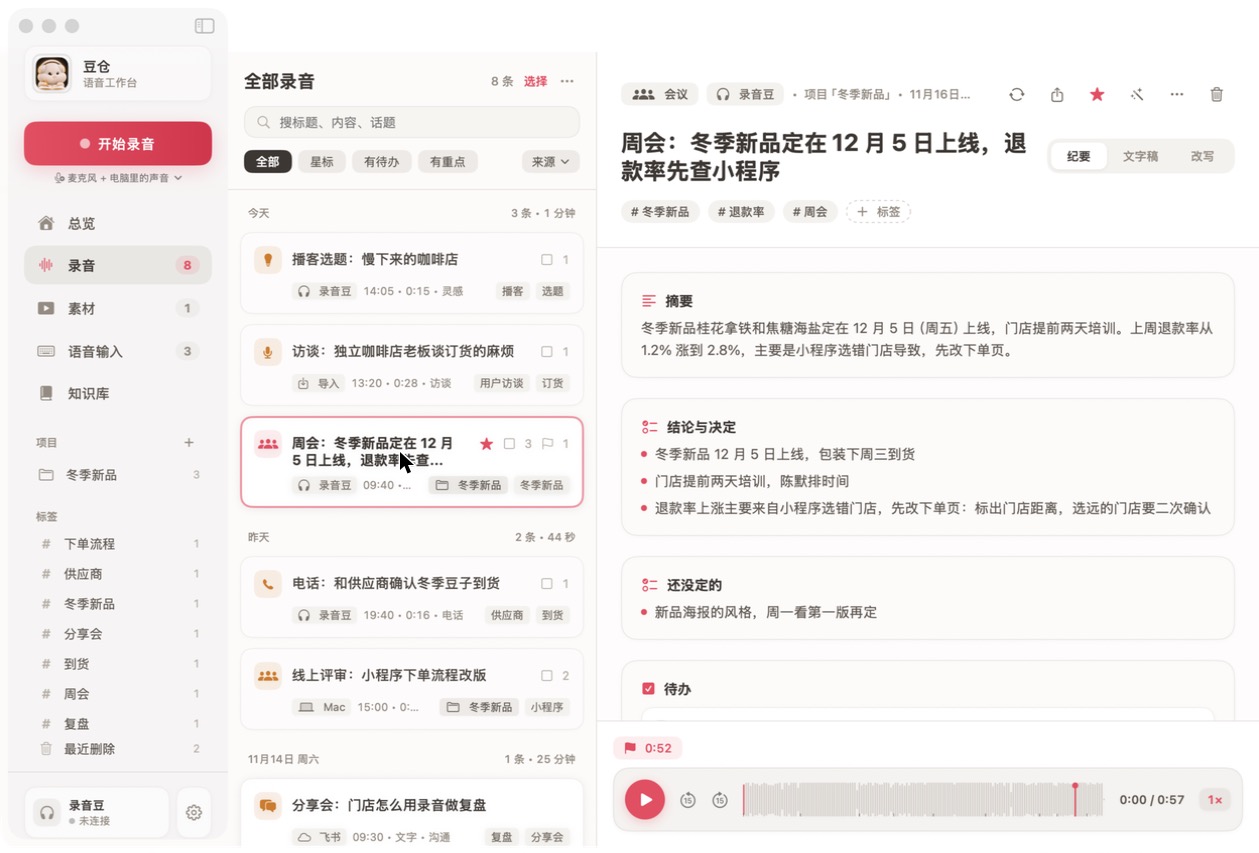 豆仓
语音工作台
开始录音
麦克风 + 电脑里的声音
总览
录音 8
素材 1
语音输入 3
知识库
项目 +
冬季新品 3
标签
# 下单流程 1
# 供应商 1
# 冬季新品 1
# 分享会 1
# 到货 1
# 周会 1
# 复盘 1
最近删除 2
录音豆
未连接
全部录音 8 条 选择 ···
搜标题、内容、话题
全部 星标 有待办 有重点 来源
今天 3 条 • 1 分钟
播客选题：慢下来的咖啡店 1
录音豆 14:05 • 0:15 • 灵感 播客 选题
访谈：独立咖啡店老板谈订货的麻烦 1
导入 13:20 • 0:28 • 访谈 用户访谈 订货
周会：冬季新品定在 12 月 3 1
5 日上线，退款率先查...
录音豆 09:40 •... 冬季新品 冬季新品
昨天 2 条 • 44 秒
电话：和供应商确认冬季豆子到货 1
录音豆 19:40 • 0:16 • 电话 供应商 到货
线上评审：小程序下单流程改版 2
Mac 15:00 • 0:... 冬季新品 小程序
11月14日 周六 1 条 • 25 分钟
分享会：门店怎么用录音做复盘
飞书 09:30 • 文字 • 沟通 复盘 分享会
会议 录音豆 • 项目「冬季新品」 • 11月16日...
周会：冬季新品定在 12 月 5 日上线，退
款率先查小程序
纪要 文字稿 改写
# 冬季新品 # 退款率 # 周会 + 标签
摘要
冬季新品桂花拿铁和焦糖海盐定在 12 月 5 日（周五）上线，门店提前两天培训。上周退款率从
1.2% 涨到 2.8%，主要是小程序选错门店导致，先改下单页。
结论与决定
• 冬季新品 12 月 5 日上线，包装下周三到货
• 门店提前两天培训，陈默排时间
• 退款率上涨主要来自小程序选错门店，先改下单页：标出门店距离，选远的门店要二次确认
还没定的
• 新品海报的风格，周一看第一版再定
待办
0:52
15 15 0:00 / 0:57 1×